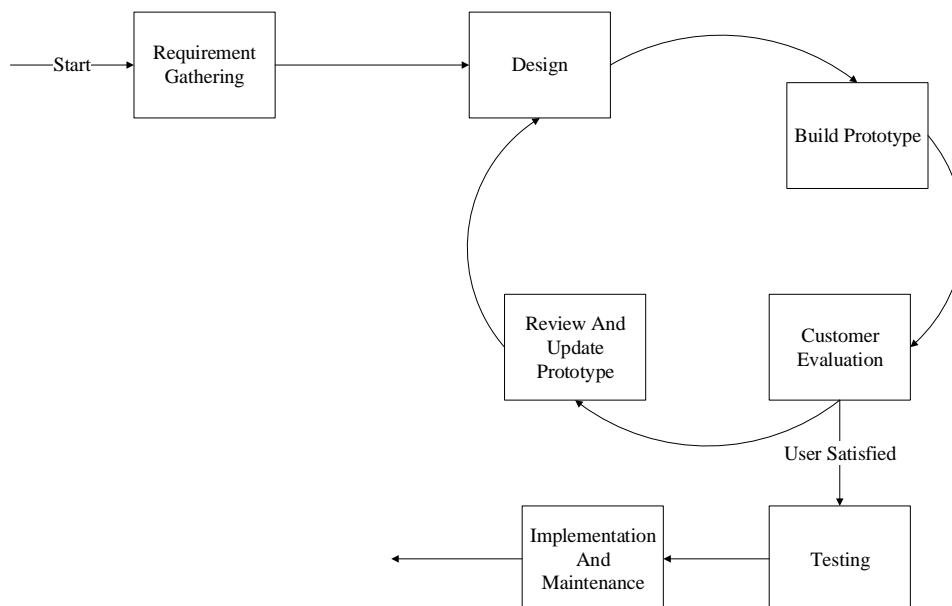 Start
Requirement
Gathering
Design
Build Prototype
Review And
Update
Prototype
Customer
Evaluation
User Satisfied
Implementation
And
Maintenance
Testing